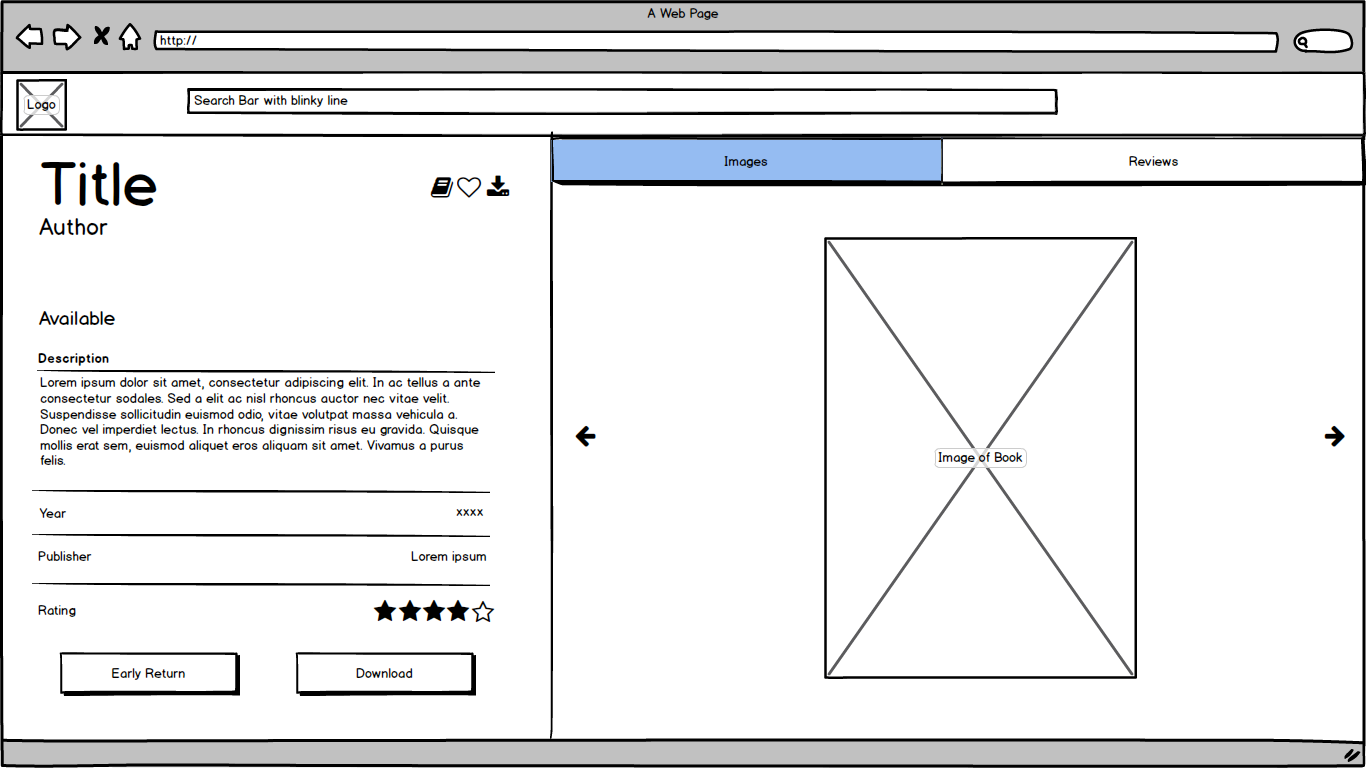 A Web Page
http://
Logo
Search Bar with blinky line
Title
Author
Available
Description
Lorem ipsum dolor sit amet, consectetur adipiscing elit. In ac tellus a ante
consectetur sodales. Sed a elit ac nisl rhoncus auctor nec vitae velit.
Suspendisse sollicitudin euismod odio, vitae volutpat massa vehicula a.
Donec vel imperdiet lectus. In rhoncus dignissim risus eu gravida. Quisque
mollis erat sem, euismod aliquet eros aliquam sit amet. Vivamus a purus
felis.
Year xxxx
Publisher Lorem ipsum
Rating
Early Return Download
Images Reviews
Image of Book